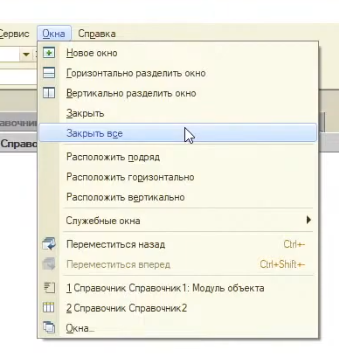 Сервис Окна Справка
Новое окно
Горизонтально разделить окно
Вертикально разделить окно
Закрыть
Закрыть все
Расположить подряд
Расположить горизонтально
Расположить вертикально
Служебные окна
Переместиться назад Ctrl+-
Переместиться вперед Ctrl+Shift+-
1 Справочник Справочник1: Модуль объекта
2 Справочник Справочник2
Окна...